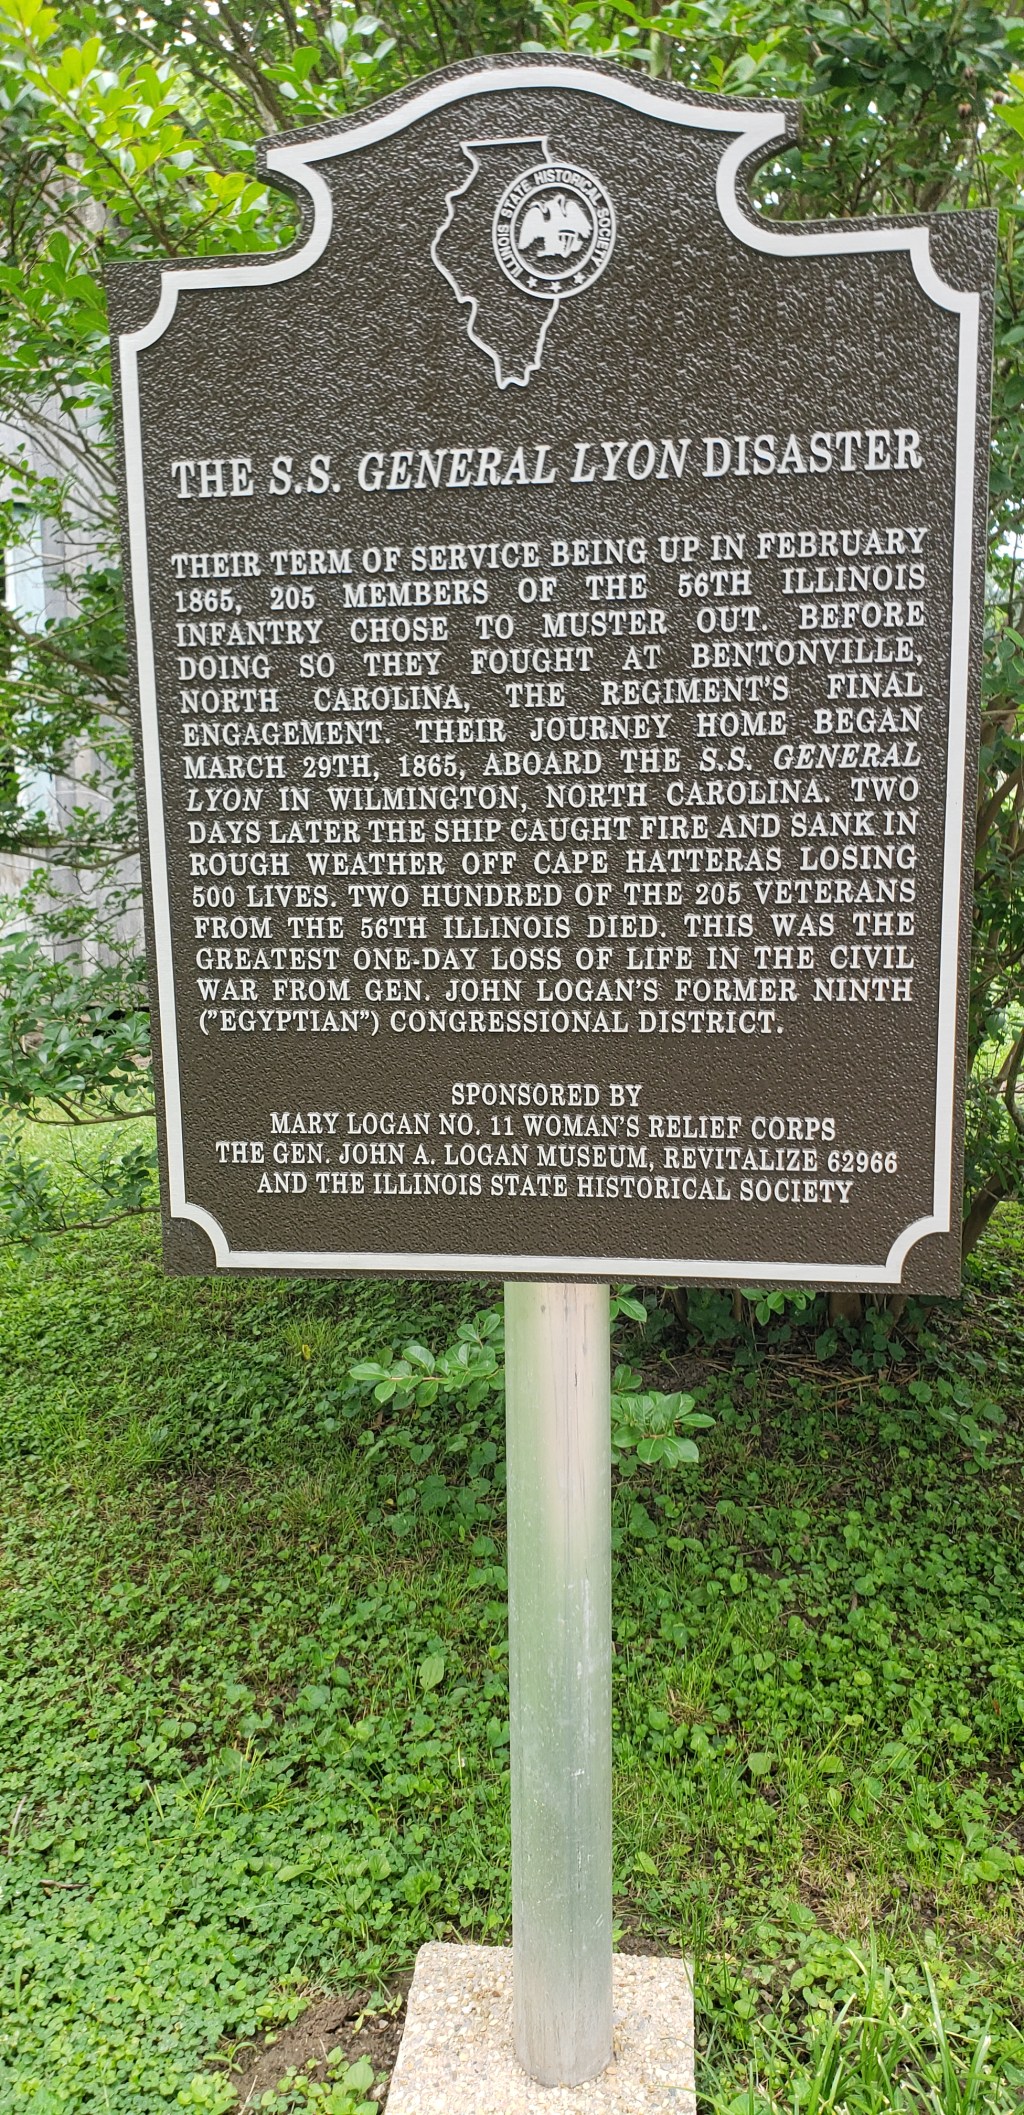 ILLINOIS STATE HISTORICAL SOCIETY
THE S.S. GENERAL LYON DISASTER
THEIR TERM OF SERVICE BEING UP IN FEBRUARY
1865, 205 MEMBERS OF THE 56TH ILLINOIS
INFANTRY CHOSE TO MUSTER OUT. BEFORE
DOING SO THEY FOUGHT AT BENTONVILLE,
NORTH CAROLINA, THE REGIMENT'S FINAL
ENGAGEMENT. THEIR JOURNEY HOME BEGAN
MARCH 29TH, 1865, ABOARD THE S.S. GENERAL
LYON IN WILMINGTON, NORTH CAROLINA. TWO
DAYS LATER THE SHIP CAUGHT FIRE AND SANK IN
ROUGH WEATHER OFF CAPE HATTERAS LOSING
500 LIVES. TWO HUNDRED OF THE 205 VETERANS
FROM THE 56TH ILLINOIS DIED. THIS WAS THE
GREATEST ONE-DAY LOSS OF LIFE IN THE CIVIL
WAR FROM GEN. JOHN LOGAN'S FORMER NINTH
("EGYPTIAN") CONGRESSIONAL DISTRICT.
SPONSORED BY
MARY LOGAN NO. 11 WOMAN'S RELIEF CORPS
THE GEN. JOHN A. LOGAN MUSEUM, REVITALIZE 62966
AND THE ILLINOIS STATE HISTORICAL SOCIETY